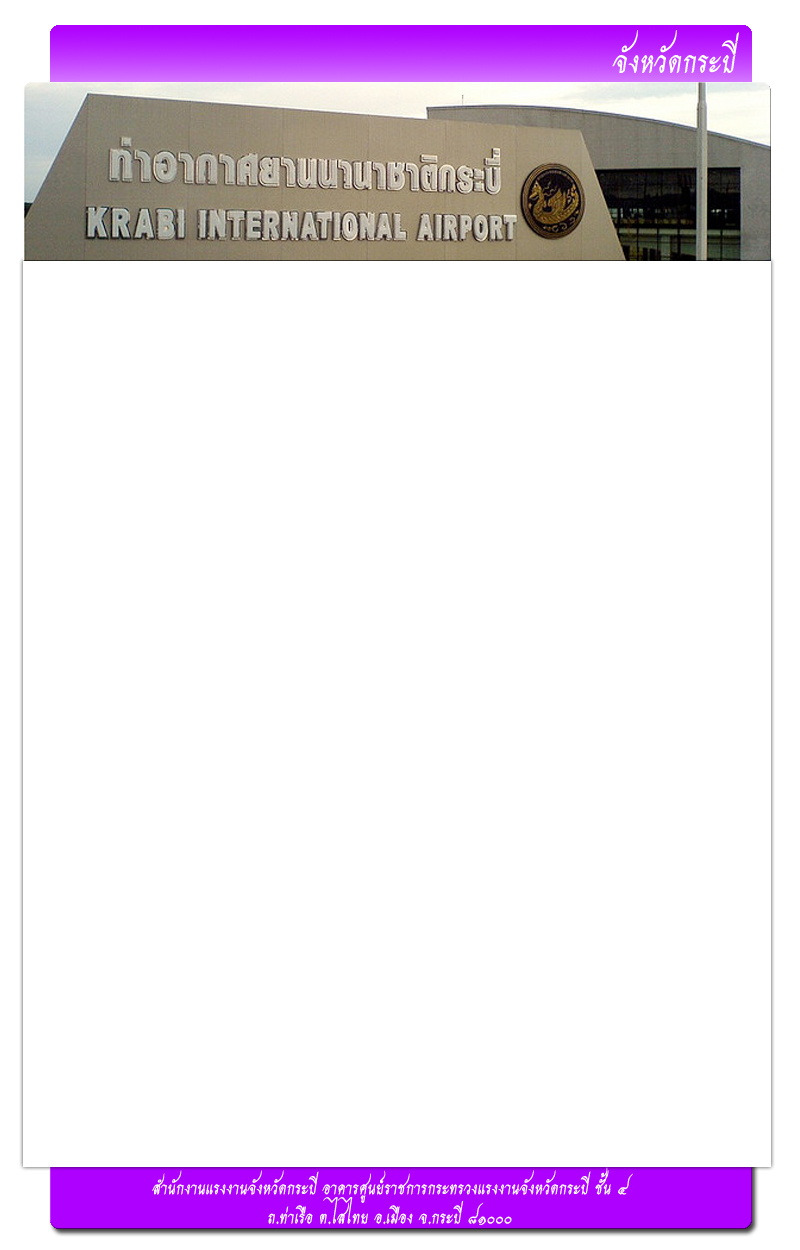 จังหวัดกระบี่
ท่าอากาศยานนานาชาติกระบี่
KRABI INTERNATIONAL AIRPORT
สำนักงานแรงงานจังหวัดกระบี่ อาคารศูนย์ราชการกระทรวงแรงงานจังหวัดกระบี่ ชั้น ๔
ถ.ท่าเรือ ต.ไสไทย อ.เมือง จ.กระบี่ ๘๑๐๐๐